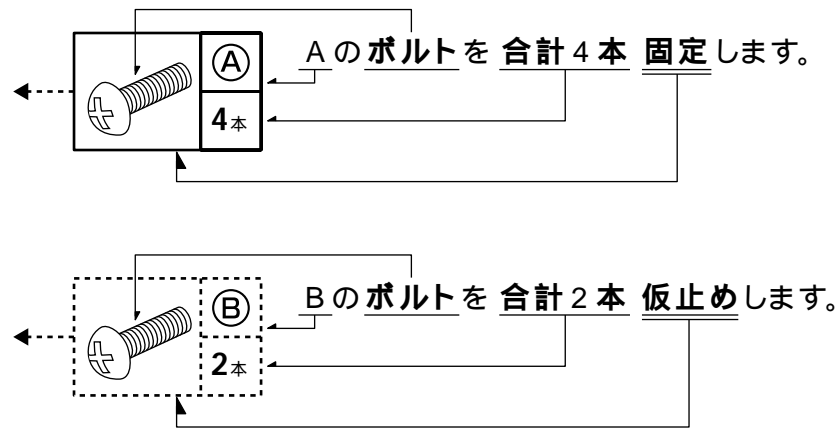 Ⓐ
4本
Aのボルトを 合計4本 固定します。
Ⓑ
2本
Bのボルトを 合計2本 仮止めします。